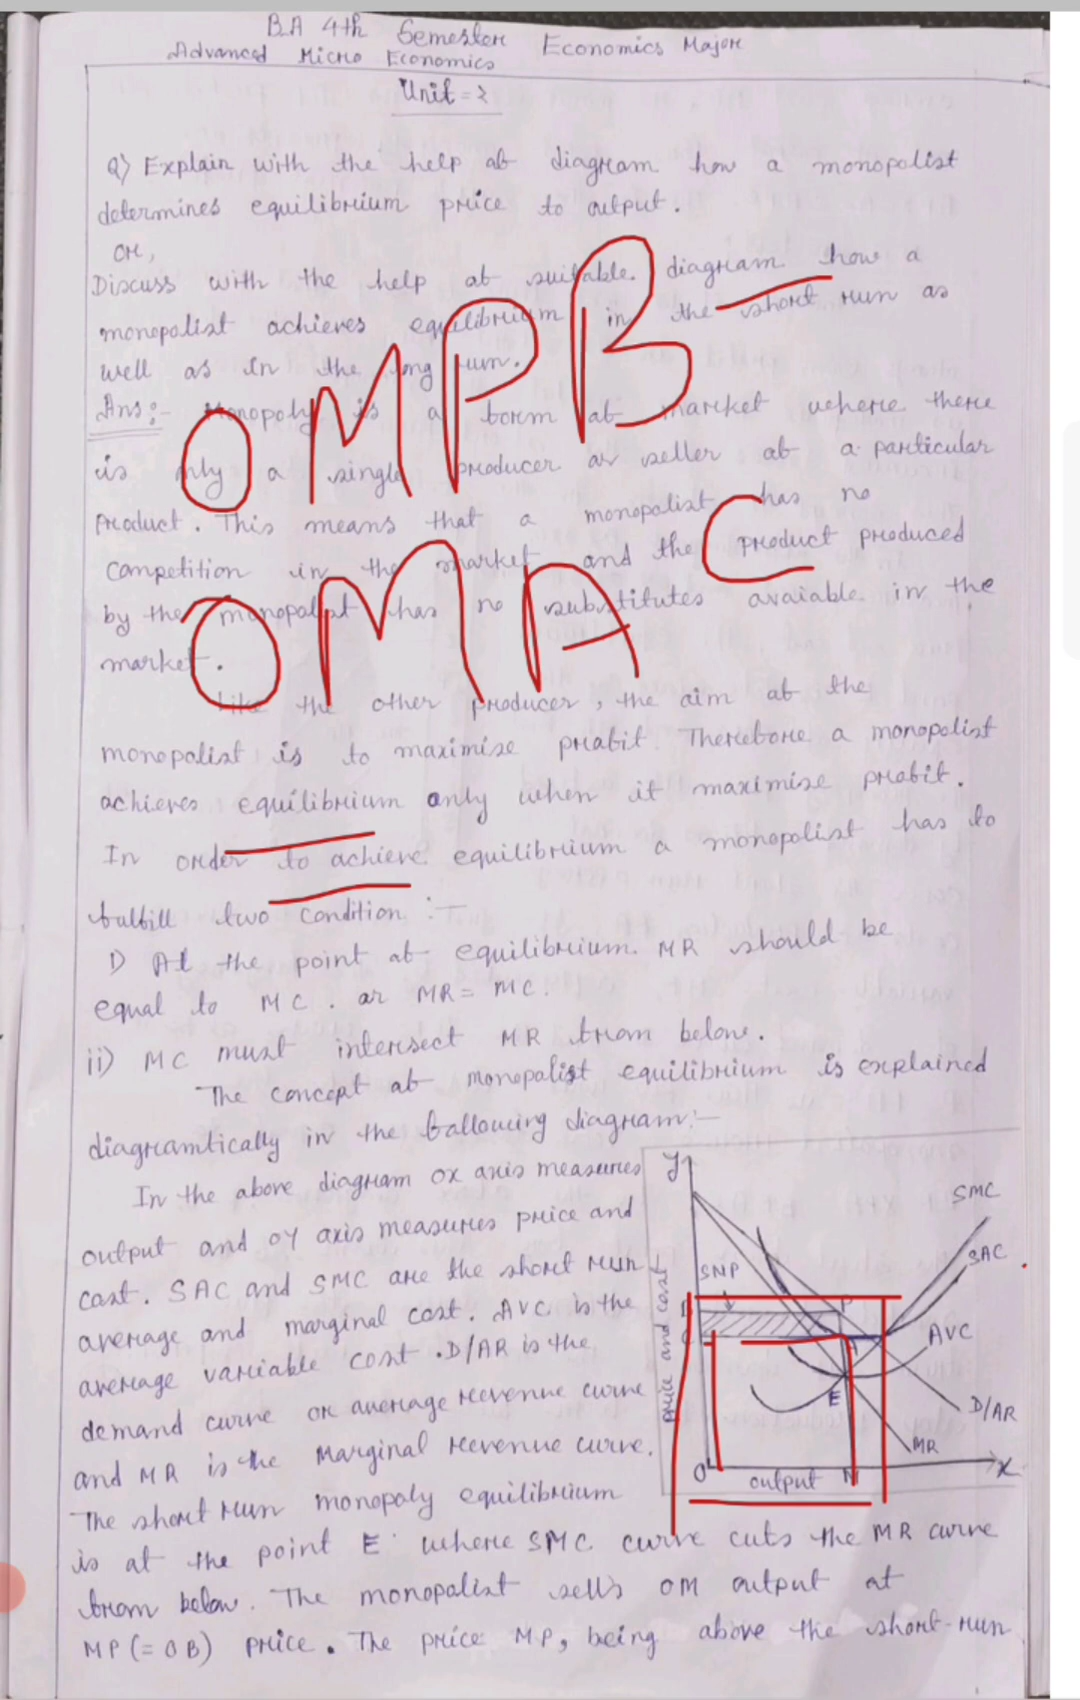 B.A 4th Semester Economics Major
Advanced Micro Economics
Unit = 2
Q) Explain with the help of diagram how a monopolist
determines equilibrium price to output.
OR,
Discuss with the help of suitable diagram how a
monopolist achieves equilibrium in the short run as
well as in the long run.
Ans:- Monopoly is a form of market where there
is only a single producer or seller of a particular
product. This means that a monopolist has no
competition in the market and the product produced
by the monopolist has no substitutes avaiable in the
market.
OMPB
OMAC
Like the other producer, the aim of the
monopolist is to maximise profit. Therefore a monopolist
achieves equilibrium only when it maximise profit.
In order to achieve equilibrium a monopolist has to
fulfill two condition :-
i) At the point of equilibrium MR should be
equal to MC. or MR = MC.
ii) MC must intersect MR from below.
The concept of monopolist equilibrium is explained
diagramtically in the following diagram:-
In the above diagram OX axis measures
output and OY axis measures price and
cost. SAC and SMC are the short run
average and marginal cost. AVC is the
average variable cost. D/AR is the
demand curve or average revenue curve
and MR is the marginal revenue curve.
The short run monopoly equilibrium
is at the point E where SMC curve cuts the MR curve
from below. The monopolist sells OM output at
MP (= OB) price. The price MP, being above the short-run
Y
SMC
SAC
SNP
P
B
C
AVC
E
D/AR
MR
O
output
M
X
price and cost